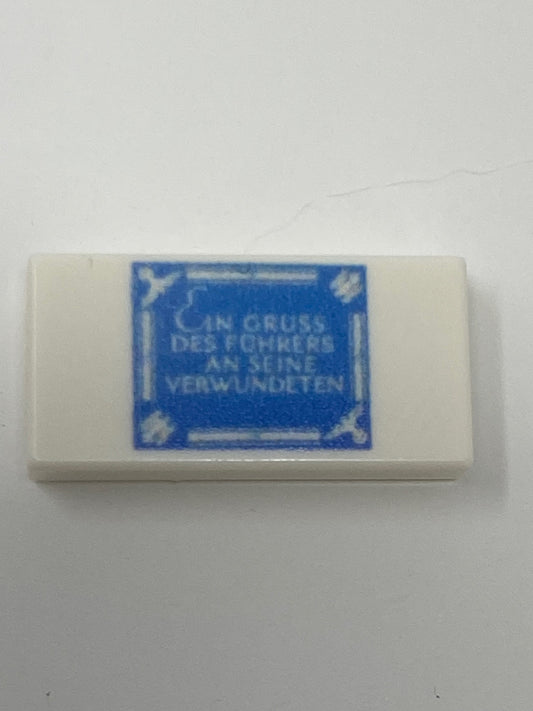 EIN GRUSS
DES FÜHRERS
AN SEINE
VERWUNDETEN